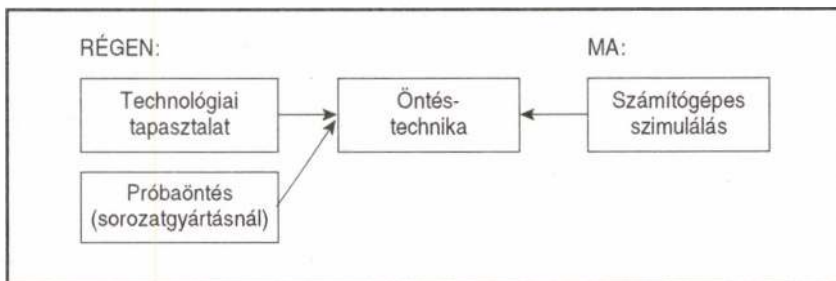 RÉGEN:
Technológiai
tapasztalat
Próbaöntés
(sorozatgyártásnál)
Öntés-
technika
MA:
Számítógépes
szimulálás